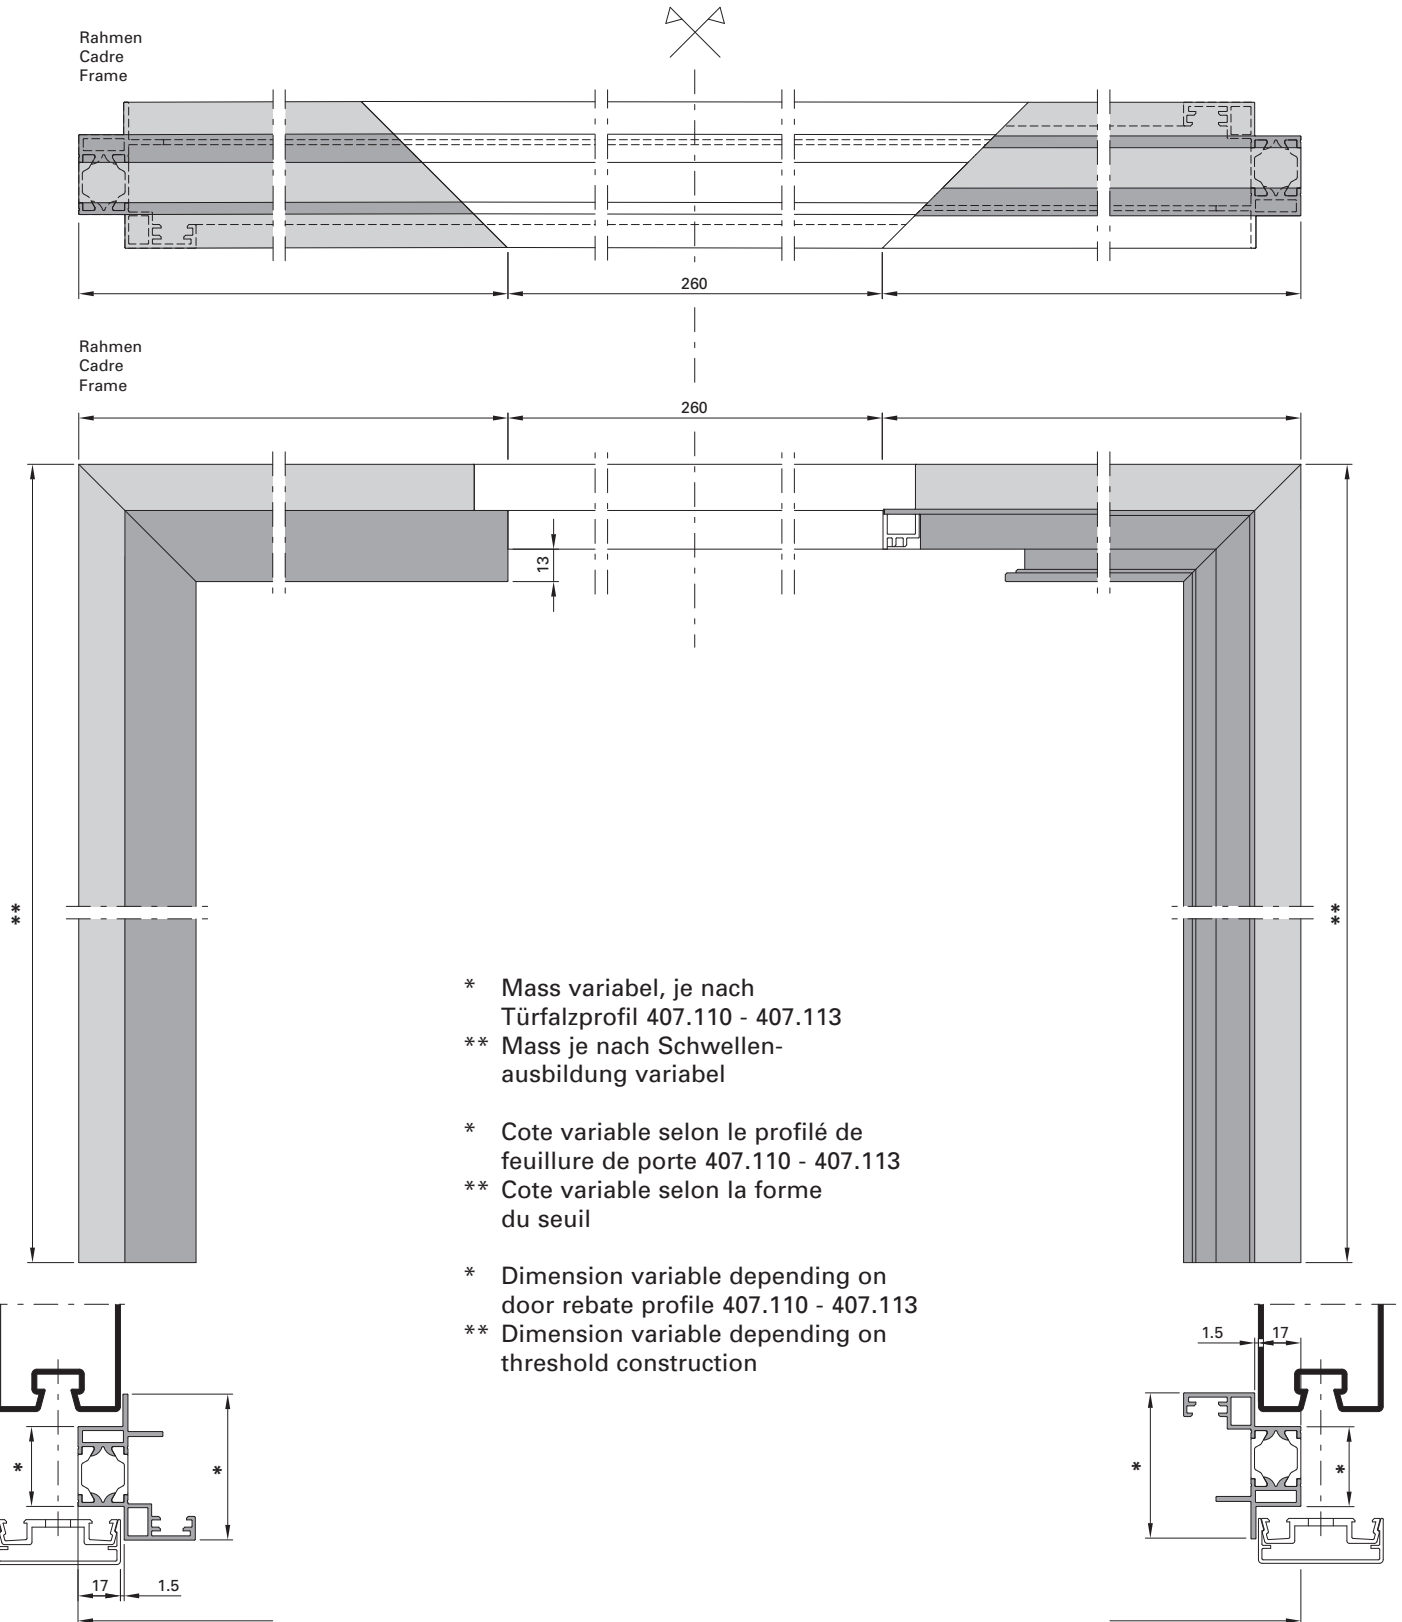 Rahmen
Cadre
Frame
260
Rahmen
Cadre
Frame
260
13
**
**
* Mass variabel, je nach
Türfalzprofil 407.110 - 407.113
** Mass je nach Schwellen-
ausbildung variabel
* Cote variable selon le profilé de
feuillure de porte 407.110 - 407.113
** Cote variable selon la forme
du seuil
* Dimension variable depending on
door rebate profile 407.110 - 407.113
** Dimension variable depending on
threshold construction
1.5 17
*
*
*
*
17 1.5